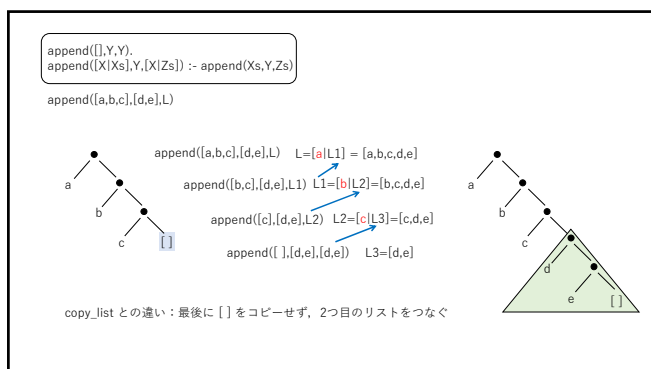 append([],Y,Y).
append([X|Xs],Y,[X|Zs]) :- append(Xs,Y,Zs)
append([a,b,c],[d,e],L)
append([a,b,c],[d,e],L) L=[a|L1] = [a,b,c,d,e]
append([b,c],[d,e],L1) L1=[b|L2]=[b,c,d,e]
append([c],[d,e],L2) L2=[c|L3]=[c,d,e]
append([ ],[d,e],[d,e]) L3=[d,e]
a
b
c
[ ]
a
b
c
d
e
[ ]
copy_list との違い：最後に [ ] をコピーせず，2つ目のリストをつなぐ